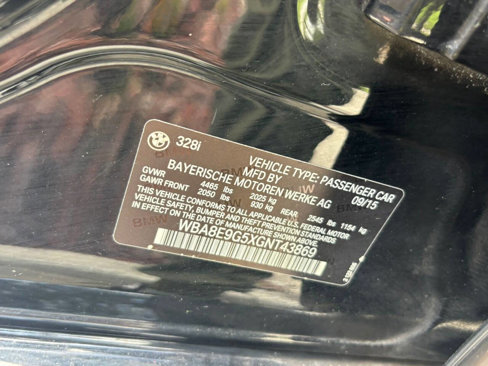 328i
VEHICLE TYPE: PASSENGER CAR
MFD BY
BAYERISCHE MOTOREN WERKE AG 09/15
GVWR 4465 lbs 2025 kg
GAWR FRONT 2050 lbs 930 kg REAR 2545 lbs 1154 kg
THIS VEHICLE CONFORMS TO ALL APPLICABLE U.S. FEDERAL MOTOR
VEHICLE SAFETY, BUMPER AND THEFT PREVENTION STANDARDS
IN EFFECT ON THE DATE OF MANUFACTURE SHOWN ABOVE.
WBA8E9G5XGNT43869